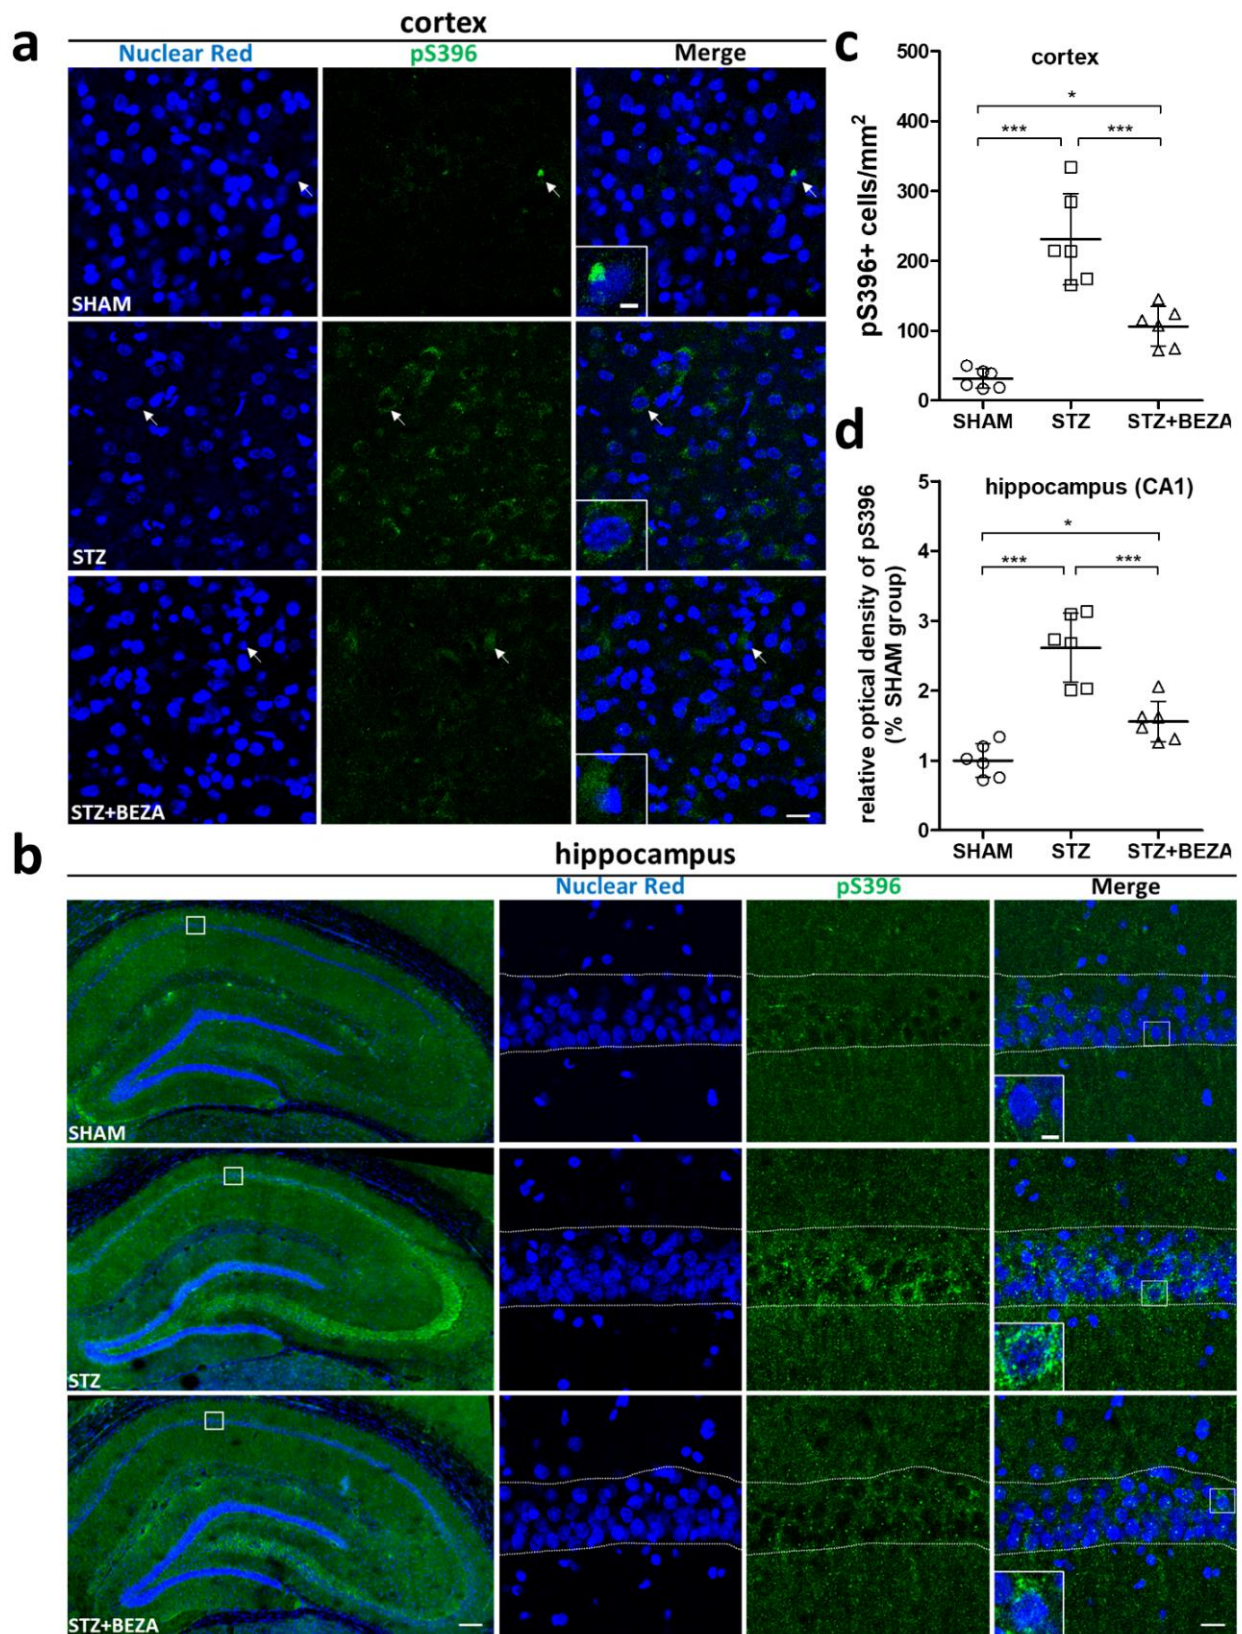 a
cortex
Nuclear Red pS396 Merge
SHAM
STZ
STZ+BEZA
c
cortex
pS396+ cells/mm²
500
400
300
200
100
0
*
*** ***
SHAM STZ STZ+BEZA
d
hippocampus (CA1)
relative optical density of pS396
(% SHAM group)
5
4
3
2
1
0
*
*** ***
SHAM STZ STZ+BEZA
b
hippocampus
Nuclear Red pS396 Merge
SHAM
STZ
STZ+BEZA